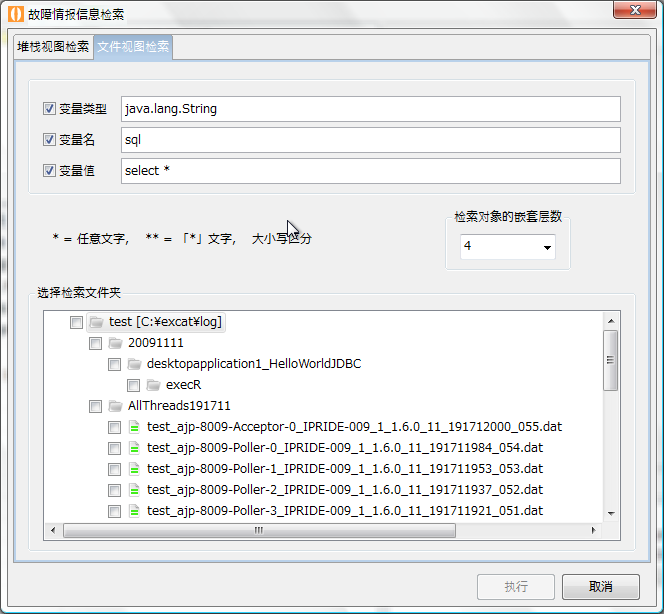 故障情报信息检索
堆栈视图检索 文件视图检索
变量类型 java.lang.String
变量名 sql
变量值 select *
检索对象的嵌套层数
* = 任意文字, ** = 「*」文字, 大小写区分
4
选择检索文件夹
test [C:¥excat¥log]
20091111
desktopapplication1_HelloWorldJDBC
execR
AllThreads191711
test_ajp-8009-Acceptor-0_IPRIDE-009_1_1.6.0_11_191712000_055.dat
test_ajp-8009-Poller-0_IPRIDE-009_1_1.6.0_11_191711984_054.dat
test_ajp-8009-Poller-1_IPRIDE-009_1_1.6.0_11_191711953_053.dat
test_ajp-8009-Poller-2_IPRIDE-009_1_1.6.0_11_191711937_052.dat
test_ajp-8009-Poller-3_IPRIDE-009_1_1.6.0_11_191711921_051.dat
执行 取消